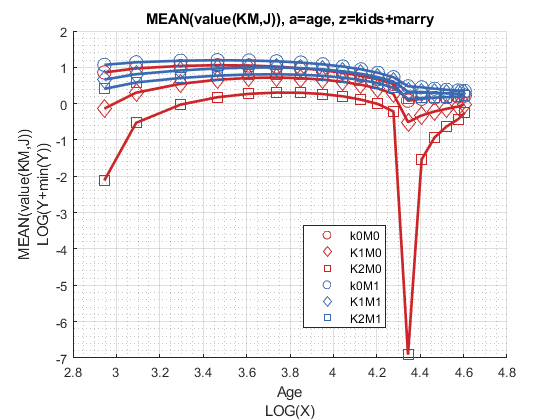 MEAN(value(KM,J)), a=age, z=kids+marry
MEAN(value(KM,J))
LOG(Y+min(Y))
2
1
0
-1
-2
-3
-4
-5
-6
-7
k0M0
K1M0
K2M0
k0M1
K1M1
K2M1
2.8
3
3.2
3.4
3.6
3.8
4
4.2
4.4
4.6
4.8
Age
LOG(X)